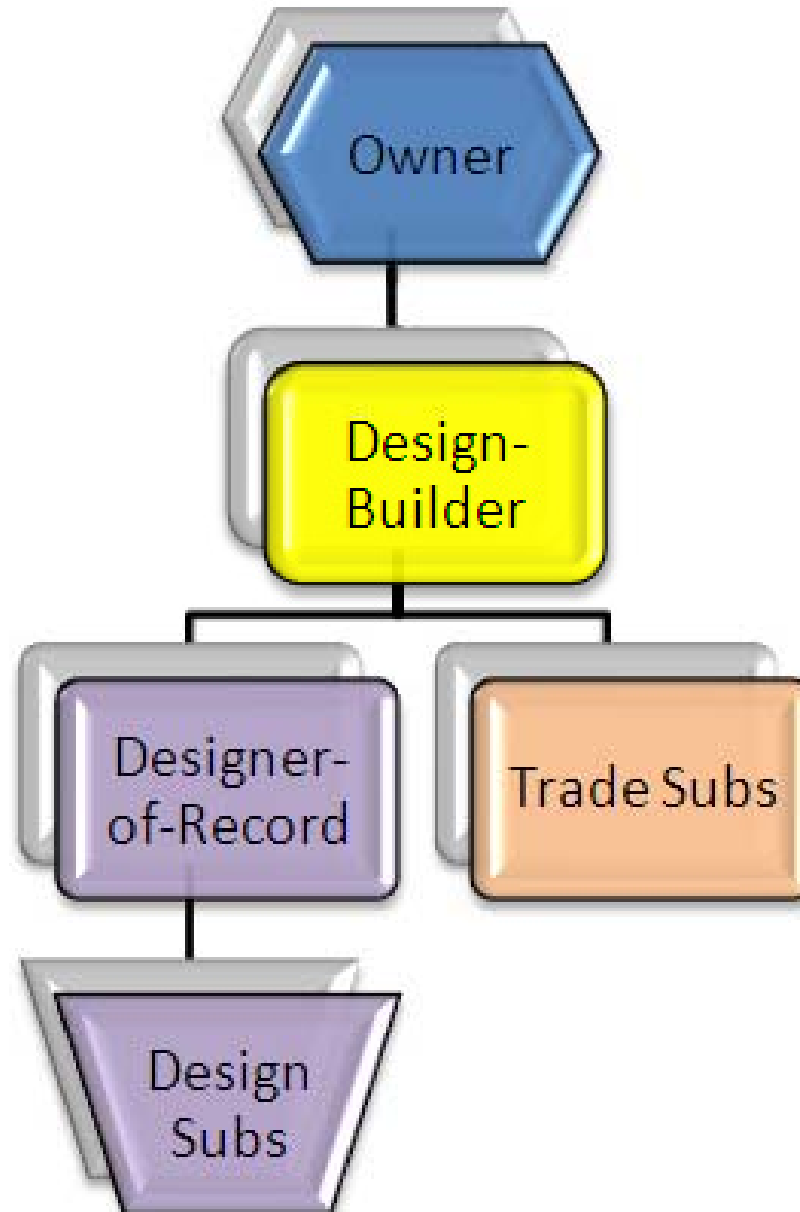 Owner
Design-
Builder
Designer-
of-Record
Trade Subs
Design
Subs